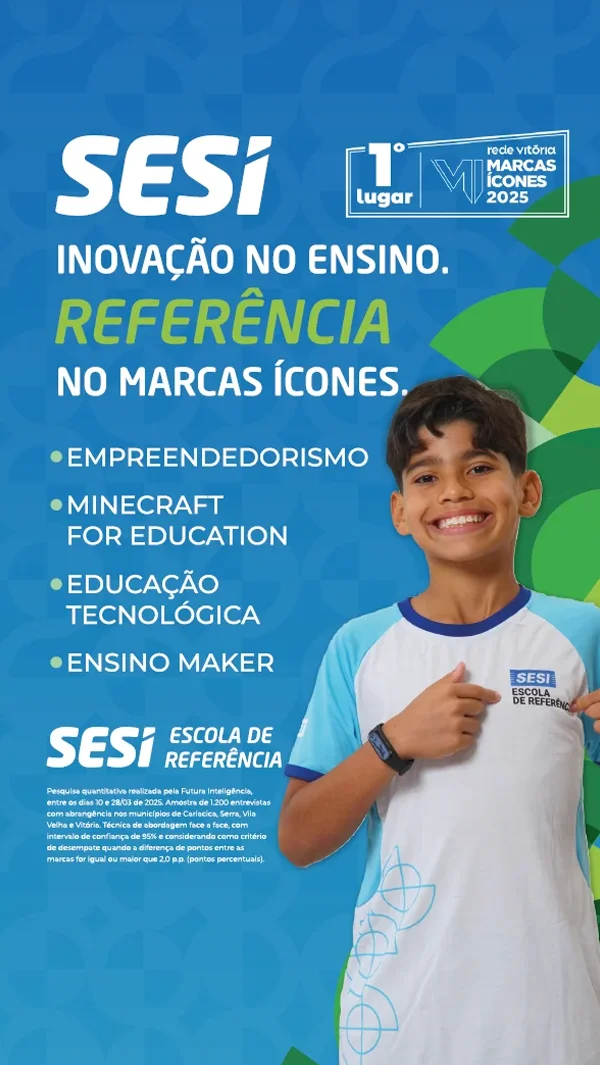 SESI
1º
lugar
rede vitória
MARCAS
ÍCONES
2025
INOVAÇÃO NO ENSINO.
REFERÊNCIA
NO MARCAS ÍCONES.
EMPREENDEDORISMO
MINECRAFT
FOR EDUCATION
EDUCAÇÃO
TECNOLÓGICA
ENSINO MAKER
SESI
ESCOLA DE
REFERÊNCIA
SESI
ESCOLA
DE REFERÊNC
Pesquisa quantitativa realizada pela Futura Inteligência,
entre os dias 10 e 28/03 de 2025. Amostra de 1.200 entrevistas
com abrangência nos municípios de Cariacica, Serra, Vila
Velha e Vitória. Técnica de abordagem face a face, com
intervalo de confiança de 95% e considerando como critério
de desempate quando a diferença de pontos entre as
marcas for igual ou maior que 2,0 p.p. (pontos percentuais).